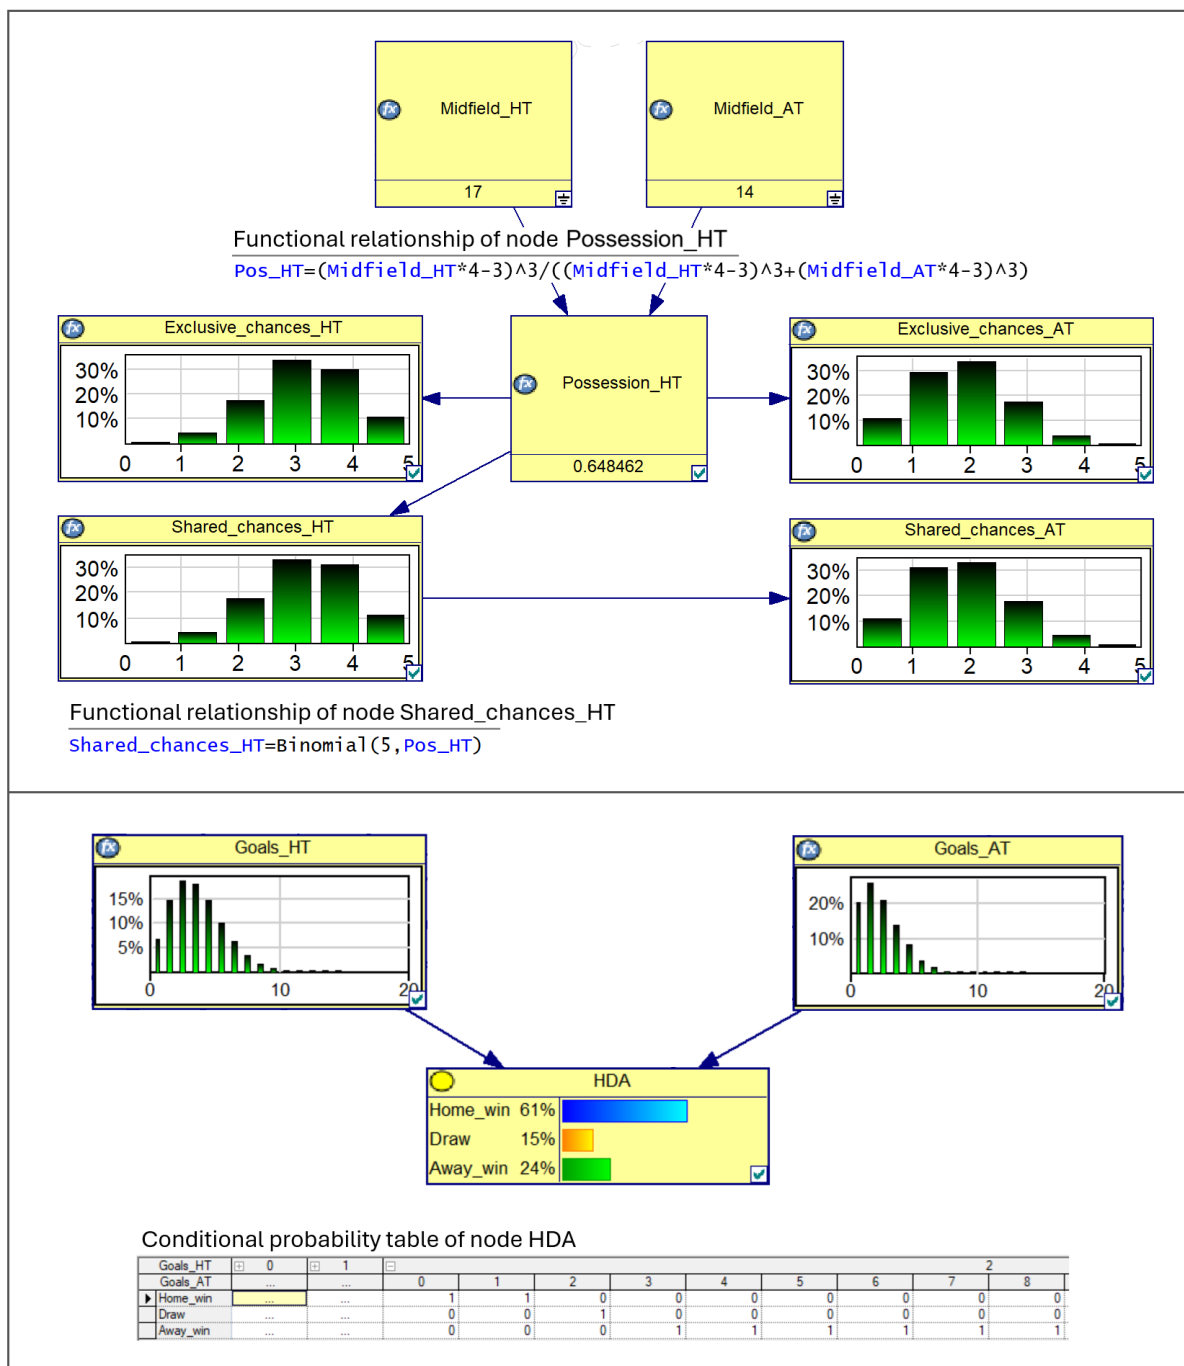 Midfield_HT
Midfield_AT
17
14
Functional relationship of node Possession_HT
Pos_HT=(Midfield_HT*4-3)^3/((Midfield_HT*4-3)^3+(Midfield_AT*4-3)^3)
Exclusive_chances_HT
30%
20%
10%
0 1 2 3 4 5
Possession_HT
0.648462
Exclusive_chances_AT
30%
20%
10%
0 1 2 3 4 5
Shared_chances_HT
30%
20%
10%
0 1 2 3 4 5
Shared_chances_AT
30%
20%
10%
0 1 2 3 4 5
Functional relationship of node Shared_chances_HT
Shared_chances_HT=Binomial(5,Pos_HT)
Goals_HT
15%
10%
5%
0 10 20
Goals_AT
20%
10%
0 10 20
HDA
Home_win 61%
Draw 15%
Away_win 24%
Conditional probability table of node HDA
Goals_HT 0 1 2
Goals_AT ... ... 0 1 2 3 4 5 6 7 8
Home_win ... ... 1 1 0 0 0 0 0 0 0
Draw ... ... 0 0 1 0 0 0 0 0 0
Away_win ... ... 0 0 0 1 1 1 1 1 1